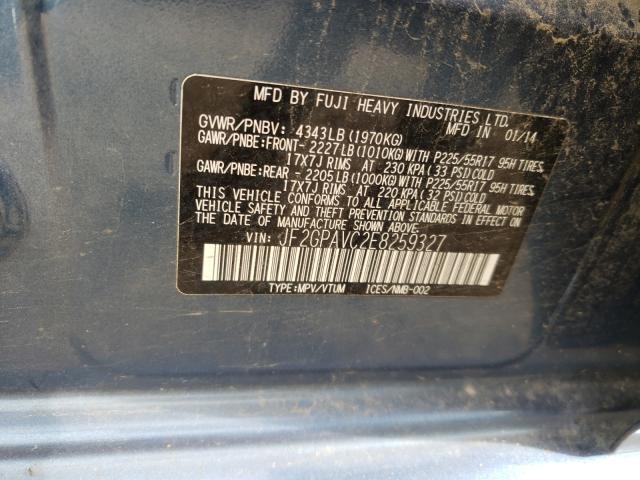 MFD BY FUJI HEAVY INDUSTRIES LTD.
MFD IN 01/14
GVWR/PNBV: 4343LB (1970KG)
GAWR/PNBE:FRONT- 2227LB (1010KG) WITH P225/55R17 95H TIRES,
17X7J RIMS AT 230 KPA (33 PSI) COLD
GAWR/PNBE:REAR - 2205LB (1000KG) WITH P225/55R17 95H TIRES,
17X7J RIMS AT 220 KPA (32 PSI) COLD
THIS VEHICLE CONFORMS TO ALL APPLICABLE FEDERAL MOTOR
VEHICLE SAFETY AND THEFT PREVENTION STANDARDS IN EFFECT ON
THE DATE OF MANUFACTURE SHOWN ABOVE.
VIN: JF2GPAVC2E8259327
TYPE:MPV/VTUM ICES/NMB-002